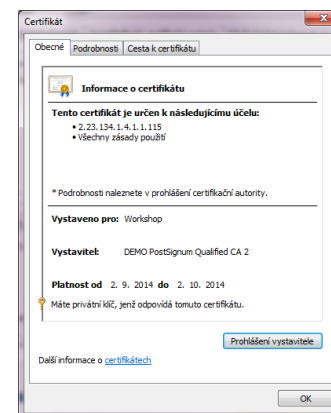 Certifikát
Obecné Podrobnosti Cesta k certifikátu
Informace o certifikátu
Tento certifikát je určen k následujícímu účelu:
• 2.23.134.1.4.1.1.115
• Všechny zásady použití
* Podrobnosti naleznete v prohlášení certifikační autority.
Vystaveno pro: Workshop
Vystavitel: DEMO PostSignum Qualified CA 2
Platnost od 2. 9. 2014 do 2. 10. 2014
Máte privátní klíč, jenž odpovídá tomuto certifikátu.
Prohlášení vystavitele
Další informace o certifikátech
OK